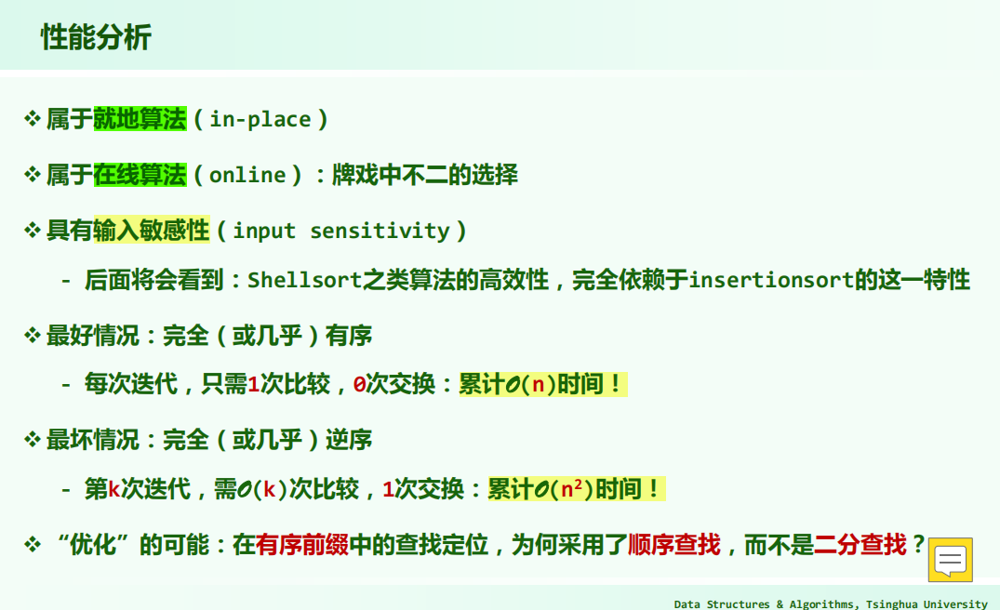 性能分析
❖ 属于就地算法（in-place）
❖ 属于在线算法（online）：牌戏中不二的选择
❖ 具有输入敏感性（input sensitivity）
- 后面将会看到：Shellsort之类算法的高效性，完全依赖于insertionsort的这一特性
❖ 最好情况：完全（或几乎）有序
- 每次迭代，只需1次比较，0次交换：累计O(n)时间！
❖ 最坏情况：完全（或几乎）逆序
- 第k次迭代，需O(k)次比较，1次交换：累计O(n²)时间！
❖ “优化”的可能：在有序前缀中的查找定位，为何采用了顺序查找，而不是二分查找？
Data Structures & Algorithms, Tsinghua University